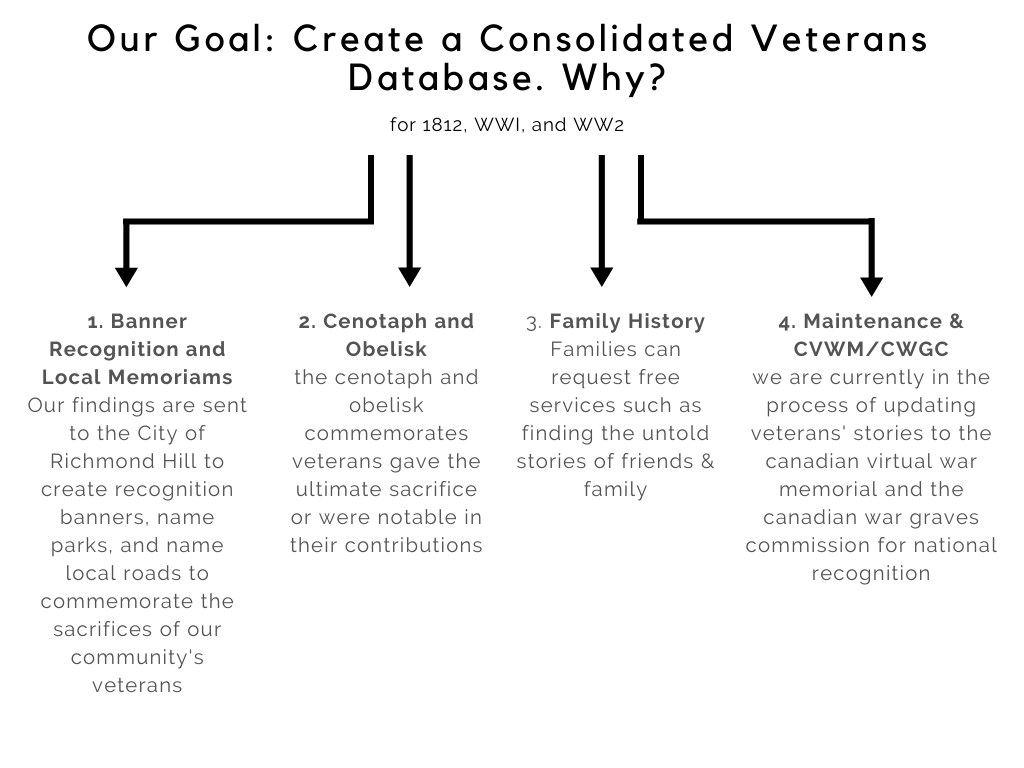 Our Goal: Create a Consolidated Veterans
Database. Why?
for 1812, WWI, and WW2
1. Banner
Recognition and
Local Memoriams
Our findings are sent
to the City of
Richmond Hill to
create recognition
banners, name
parks, and name
local roads to
commemorate the
sacrifices of our
community's
veterans
2. Cenotaph and
Obelisk
the cenotaph and
obelisk
commemorates
veterans gave the
ultimate sacrifice
or were notable in
their contributions
3. Family History
Families can
request free
services such as
finding the untold
stories of friends &
family
4. Maintenance &
CVWM/CWGC
we are currently in the
process of updating
veterans' stories to the
canadian virtual war
memorial and the
canadian war graves
commission for national
recognition